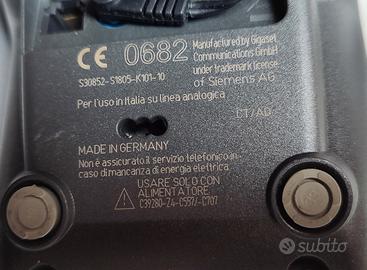 CE 0682
Manufactured by Gigaset
Communications GmbH
under trademark license
of Siemens AG
S30852-S1805-K101-10
Per l'uso in Italia su linea analogica
CT/AD
MADE IN GERMANY
Non è assicurato il servizio telefonico in
caso di mancanza di energia elettrica
USARE SOLO CON
ALIMENTATORE
C39280-Z4-C557/-C707
subito